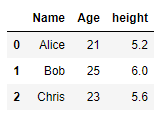 Name Age height
0 Alice 21 5.2
1 Bob 25 6.0
2 Chris 23 5.6